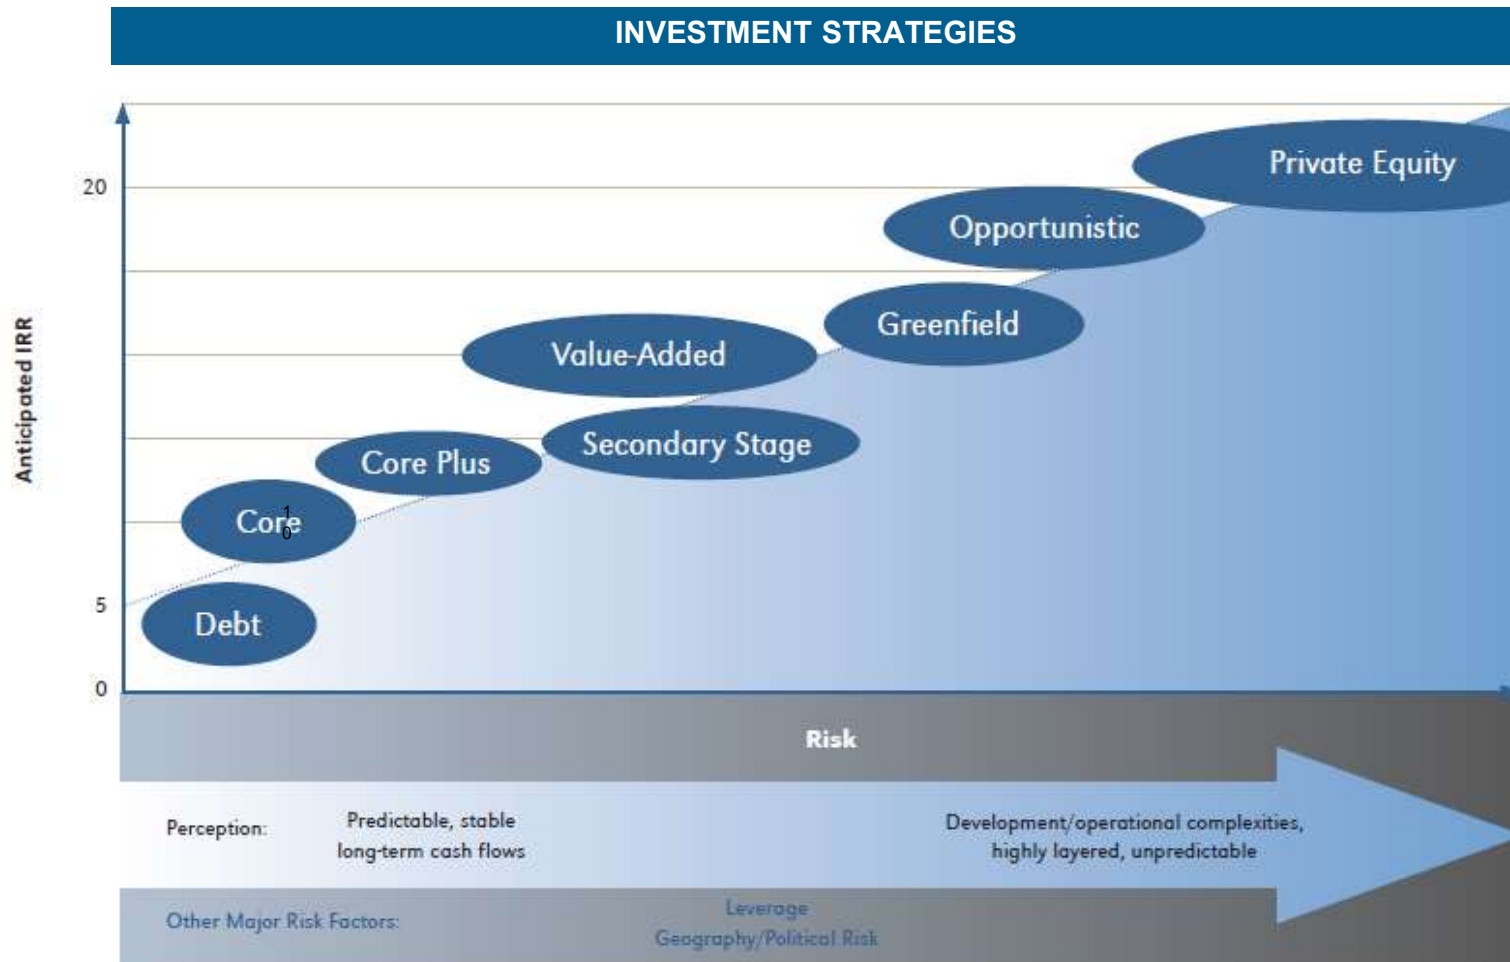 INVESTMENT STRATEGIES
Private Equity
20
Opportunistic
Greenfield
Value-Added
Anticipated IRR
Secondary Stage
Core Plus
Core
10
5
Debt
0
Risk
Perception:
Predictable, stable
long-term cash flows
Development/operational complexities,
highly layered, unpredictable
Other Major Risk Factors:
Leverage
Geography/Political Risk